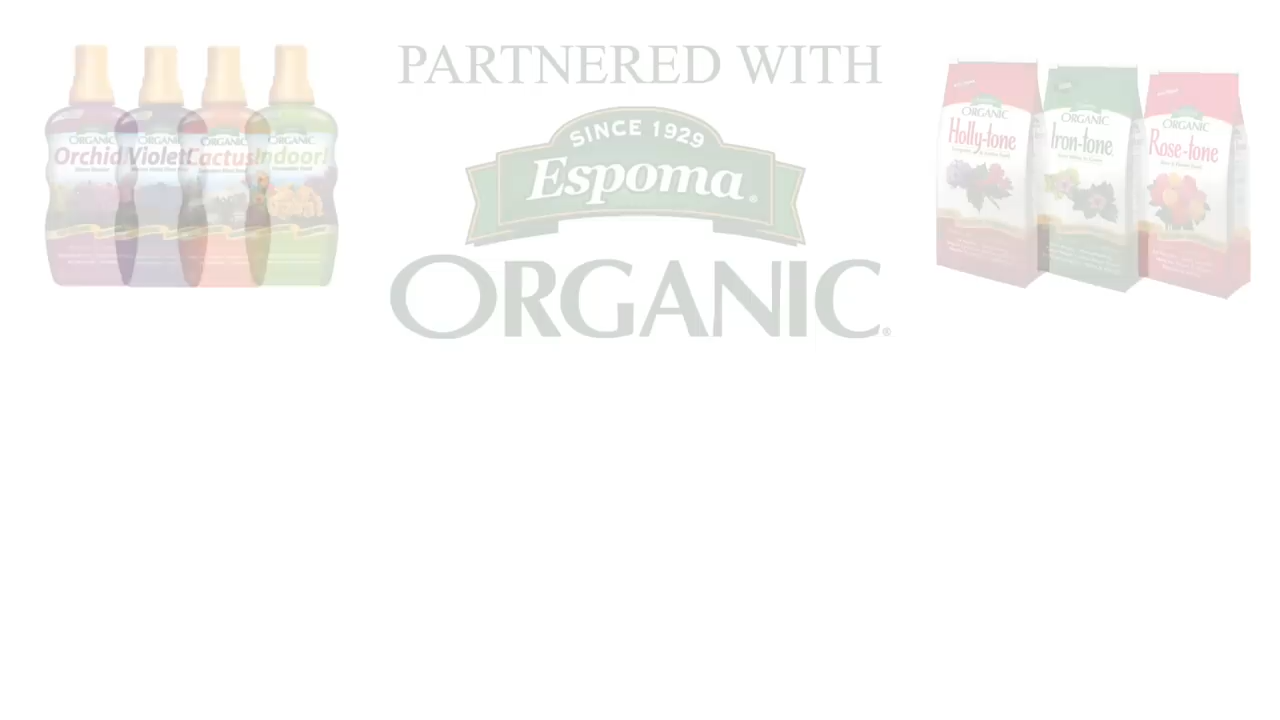 PARTNERED WITH
SINCE 1929
Espoma®
ORGANIC®
ORGANIC
Orchid!
ORGANIC
Violet!
ORGANIC
Cactus!
ORGANIC
Indoor!
ORGANIC
Holly-tone
ORGANIC
Iron-tone
ORGANIC
Rose-tone